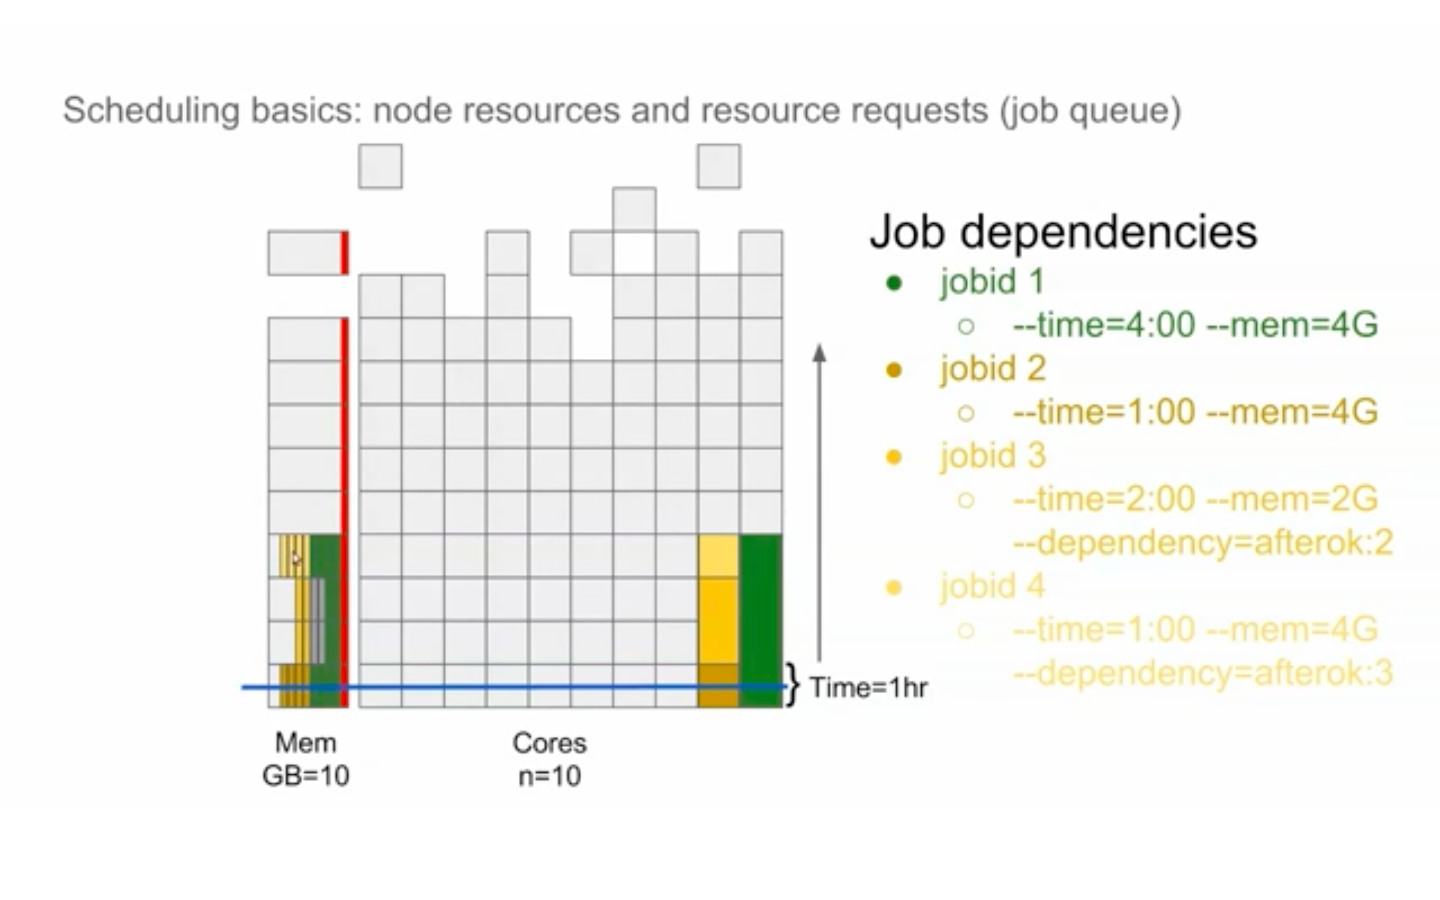 Scheduling basics: node resources and resource requests (job queue)
Job dependencies
jobid 1
--time=4:00 --mem=4G
jobid 2
--time=1:00 --mem=4G
jobid 3
--time=2:00 --mem=2G
--dependency=afterok:2
jobid 4
--time=1:00 --mem=4G
--dependency=afterok:3
Time=1hr
Mem
GB=10
Cores
n=10